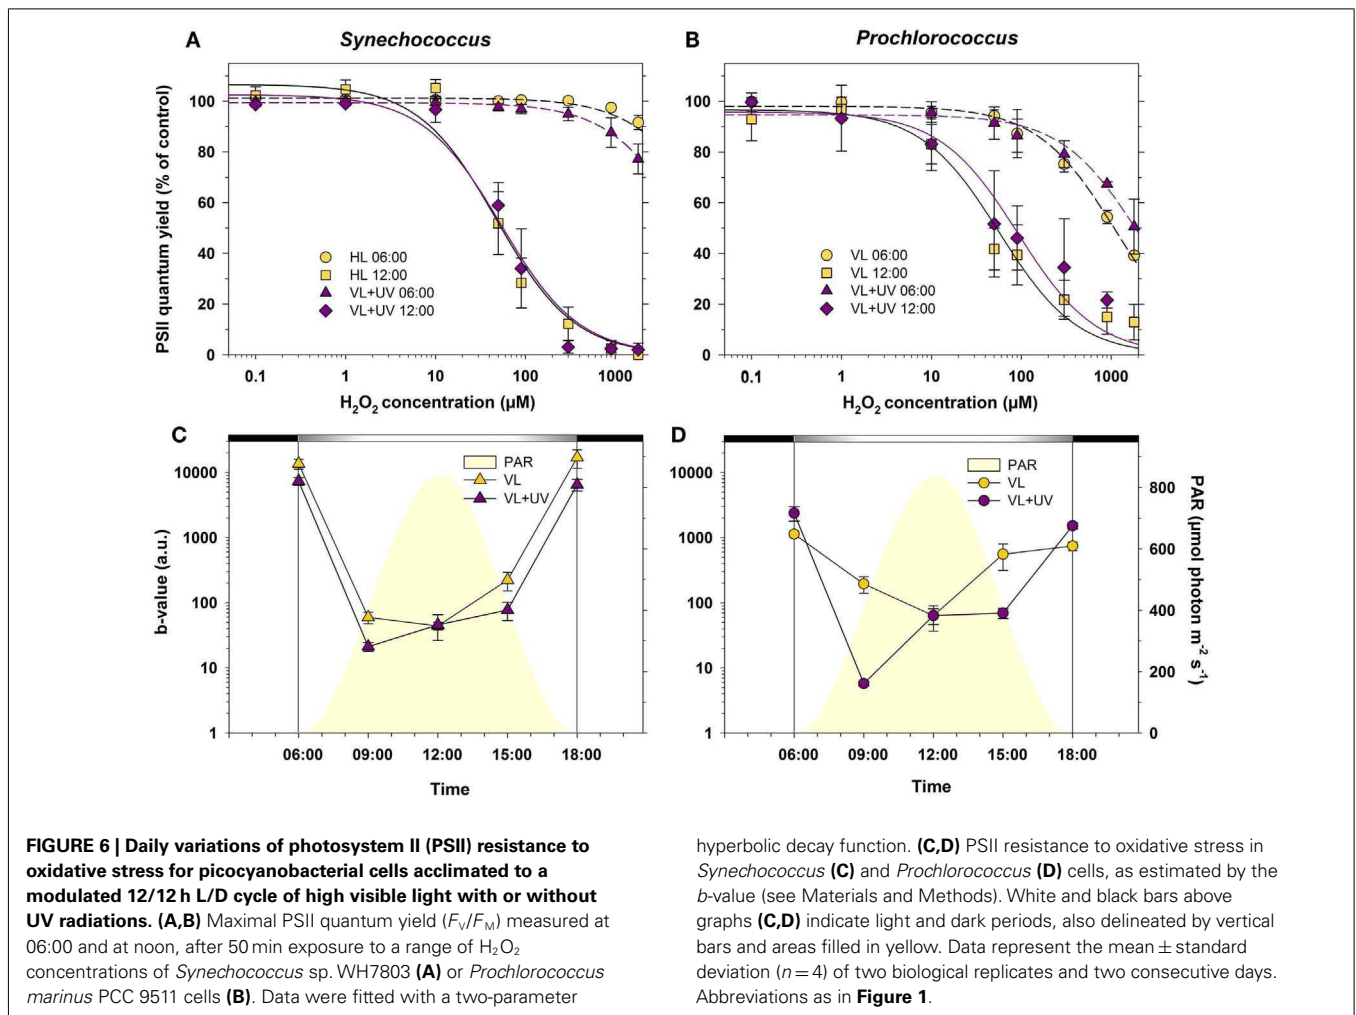 A
Synechococcus
PSII quantum yield (% of control)
100
80
60
40
20
0
HL 06:00
HL 12:00
VL+UV 06:00
VL+UV 12:00
0.1 1 10 100 1000
H2O2 concentration (µM)
B
Prochlorococcus
100
80
60
40
20
0
VL 06:00
VL 12:00
VL+UV 06:00
VL+UV 12:00
0.1 1 10 100 1000
H2O2 concentration (µM)
C
b-value (a.u.)
10000
1000
100
10
1
PAR
VL
VL+UV
06:00 09:00 12:00 15:00 18:00
Time
D
PAR
VL
VL+UV
10000
1000
100
10
1
800
600
400
200
0
PAR (µmol photon m-2 s-1)
06:00 09:00 12:00 15:00 18:00
Time
FIGURE 6 | Daily variations of photosystem II (PSII) resistance to
oxidative stress for picocyanobacterial cells acclimated to a
modulated 12/12 h L/D cycle of high visible light with or without
UV radiations. (A,B) Maximal PSII quantum yield (FV/FM) measured at
06:00 and at noon, after 50 min exposure to a range of H2O2
concentrations of Synechococcus sp. WH7803 (A) or Prochlorococcus
marinus PCC 9511 cells (B). Data were fitted with a two-parameter
hyperbolic decay function. (C,D) PSII resistance to oxidative stress in
Synechococcus (C) and Prochlorococcus (D) cells, as estimated by the
b-value (see Materials and Methods). White and black bars above
graphs (C,D) indicate light and dark periods, also delineated by vertical
bars and areas filled in yellow. Data represent the mean ± standard
deviation (n = 4) of two biological replicates and two consecutive days.
Abbreviations as in Figure 1.